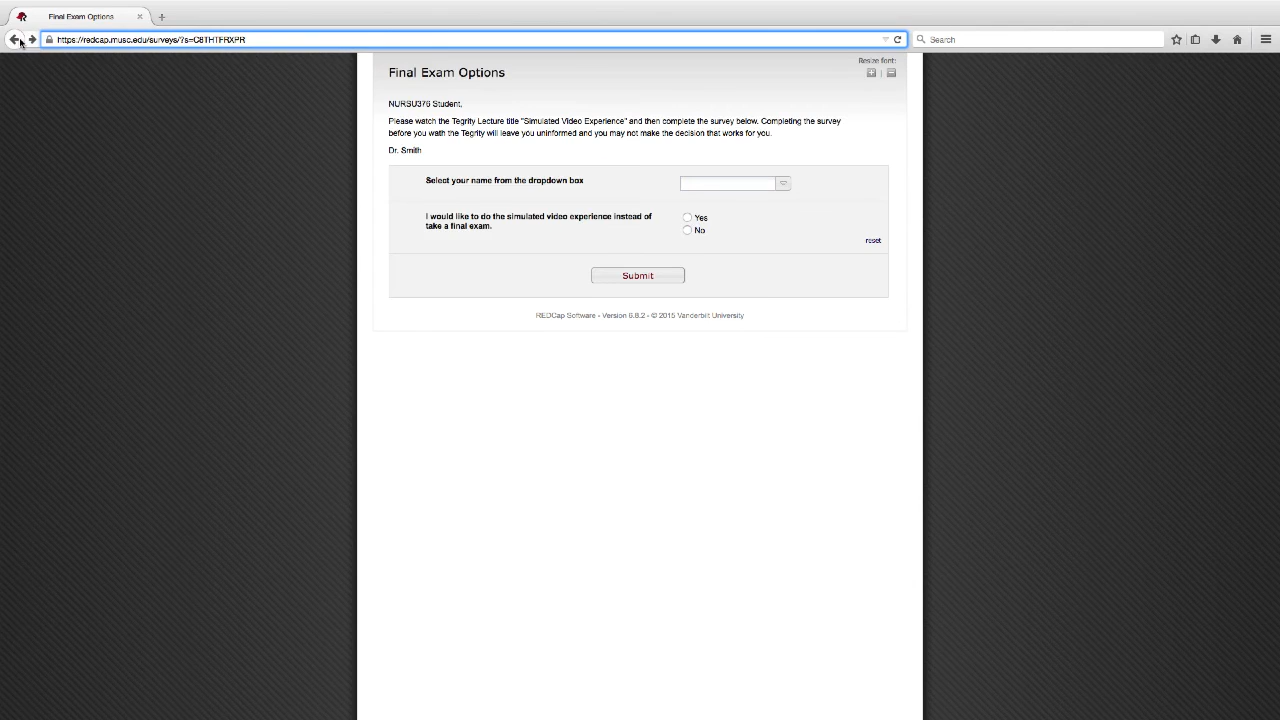 Final Exam Options
https://redcap.musc.edu/surveys/?s=C8THTFRXPR
Search
Resize font:
Final Exam Options
NURSU376 Student,
Please watch the Tegrity Lecture title "Simulated Video Experience" and then complete the survey below. Completing the survey
before you wath the Tegrity will leave you uninformed and you may not make the decision that works for you.
Dr. Smith
Select your name from the dropdown box
I would like to do the simulated video experience instead of
take a final exam.
Yes
No
reset
Submit
REDCap Software - Version 6.8.2 - © 2015 Vanderbilt University